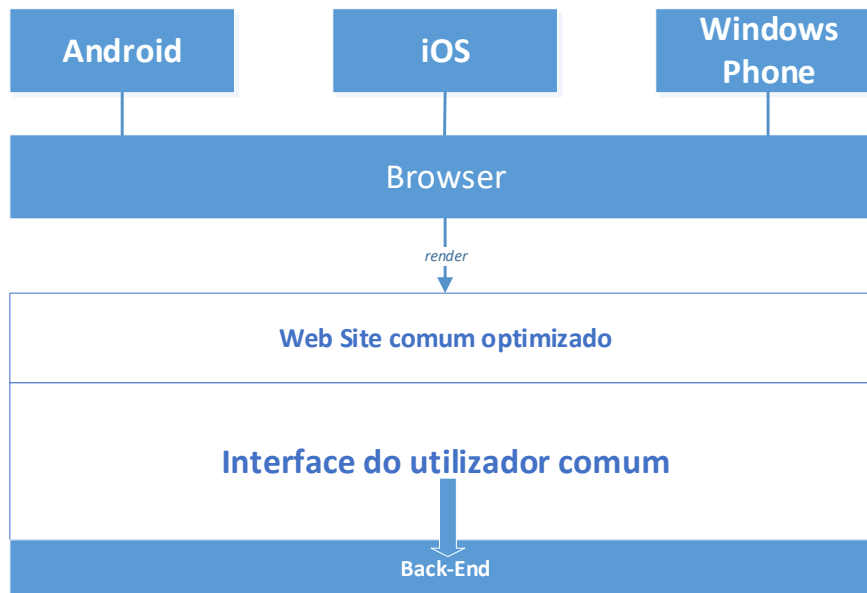 Android
iOS
Windows
Phone
Browser
render
Web Site comum optimizado
Interface do utilizador comum
Back-End